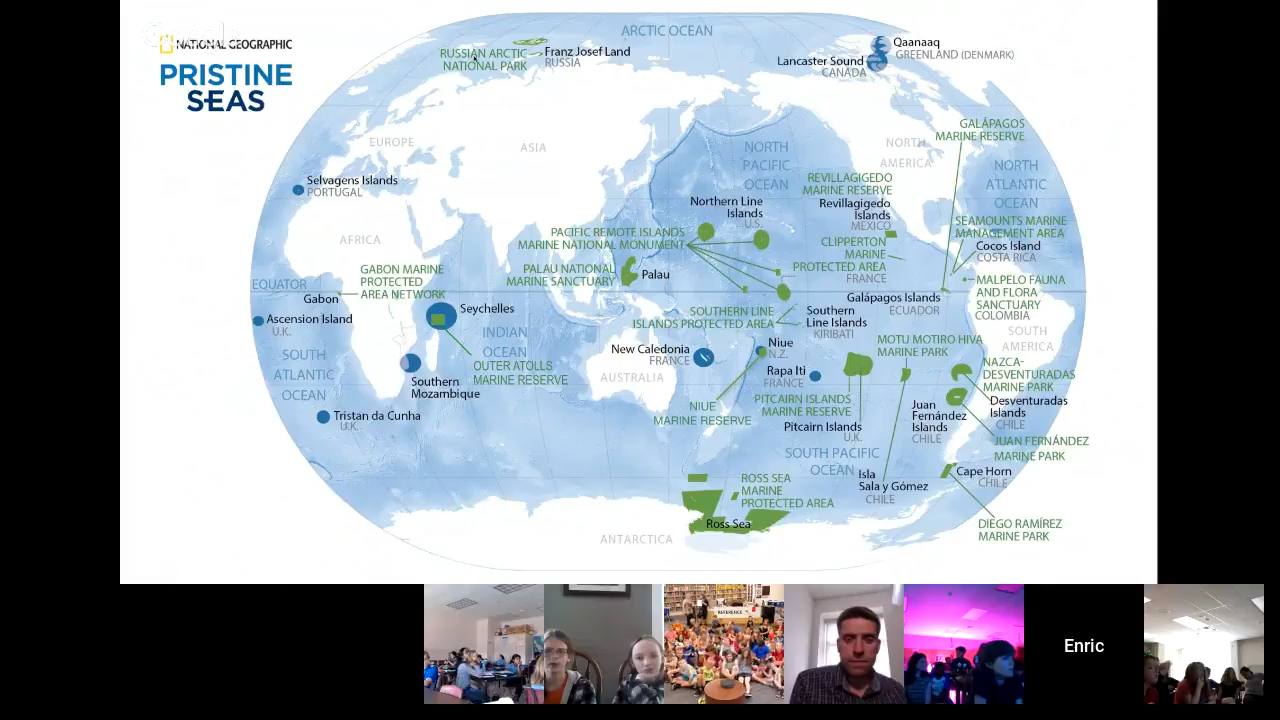 NATIONAL GEOGRAPHIC
PRISTINE
SEAS
ARCTIC OCEAN
RUSSIAN ARCTIC
NATIONAL PARK
Franz Josef Land
RUSSIA
Qaanaaq
GREENLAND (DENMARK)
Lancaster Sound
CANADA
GALÁPAGOS
MARINE RESERVE
EUROPE
ASIA
NORTH
PACIFIC
OCEAN
NORTH
AMERICA
NORTH
ATLANTIC
OCEAN
Selvagens Islands
PORTUGAL
REVILLAGIGEDO
MARINE RESERVE
Revillagigedo
Islands
MEXICO
Northern Line
Islands
U.S.
SEAMOUNTS MARINE
MANAGEMENT AREA
Cocos Island
COSTA RICA
AFRICA
PACIFIC REMOTE ISLANDS
MARINE NATIONAL MONUMENT
CLIPPERTON
MARINE
PROTECTED AREA
FRANCE
GABON MARINE
PROTECTED
AREA NETWORK
PALAU NATIONAL
MARINE SANCTUARY
Palau
MALPELO FAUNA
AND FLORA
SANCTUARY
COLOMBIA
EQUATOR
Gabon
Galápagos Islands
ECUADOR
Ascension Island
U.K.
Seychelles
SOUTHERN LINE
ISLANDS PROTECTED AREA
Southern
Line Islands
KIRIBATI
SOUTH
AMERICA
INDIAN
OCEAN
New Caledonia
FRANCE
Niue
N.Z.
MOTU MOTIRO HIVA
MARINE PARK
SOUTH
ATLANTIC
OCEAN
OUTER ATOLLS
MARINE RESERVE
AUSTRALIA
Rapa Iti
FRANCE
NAZCA-
DESVENTURADAS
MARINE PARK
Southern
Mozambique
NIUE
MARINE RESERVE
PITCAIRN ISLANDS
MARINE RESERVE
Juan
Fernández
Islands
CHILE
Desventuradas
Islands
CHILE
Tristan da Cunha
U.K.
Pitcairn Islands
U.K.
JUAN FERNÁNDEZ
MARINE PARK
SOUTH PACIFIC
OCEAN
Isla
Sala y Gómez
CHILE
Cape Horn
CHILE
ROSS SEA
MARINE
PROTECTED AREA
Ross Sea
DIEGO RAMÍREZ
MARINE PARK
ANTARCTICA
REFERENCE
Enric